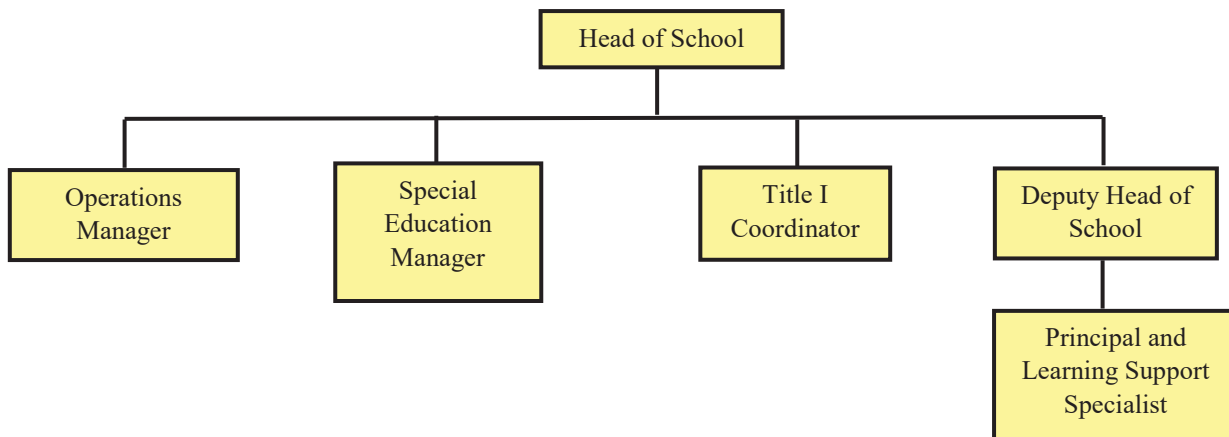 Head of School
Operations
Manager
Special
Education
Manager
Title I
Coordinator
Deputy Head of
School
Principal and
Learning Support
Specialist